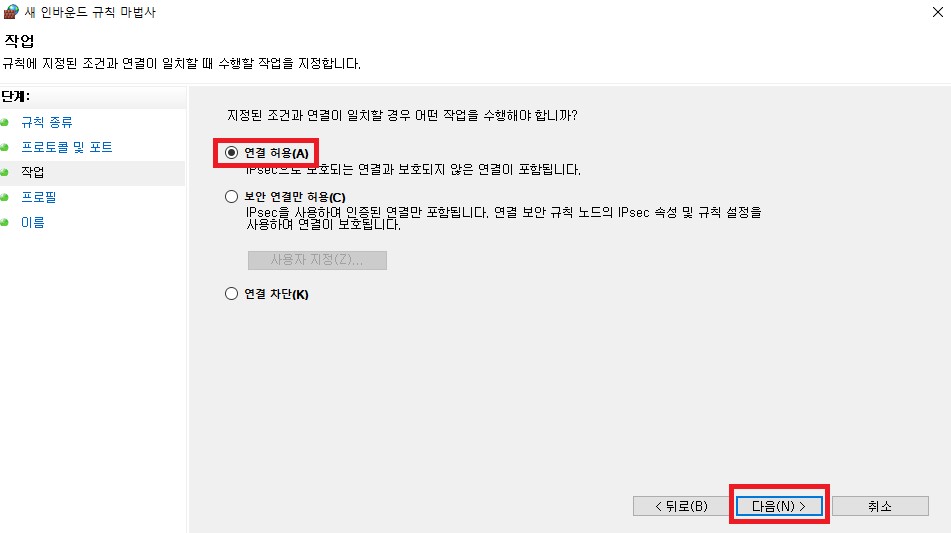 새 인바운드 규칙 마법사
작업
규칙에 지정된 조건과 연결이 일치할 때 수행할 작업을 지정합니다.
단계:
규칙 종류
프로토콜 및 포트
작업
프로필
이름
지정된 조건과 연결이 일치할 경우 어떤 작업을 수행해야 합니까?
연결 허용(A)
IPsec으로 보호되는 연결과 보호되지 않은 연결이 포함됩니다.
보안 연결만 허용(C)
IPsec을 사용하여 인증된 연결만 포함됩니다. 연결 보안 규칙 노드의 IPsec 속성 및 규칙 설정을
사용하여 연결이 보호됩니다.
사용자 지정(Z)...
연결 차단(K)
< 뒤로(B)
다음(N) >
취소